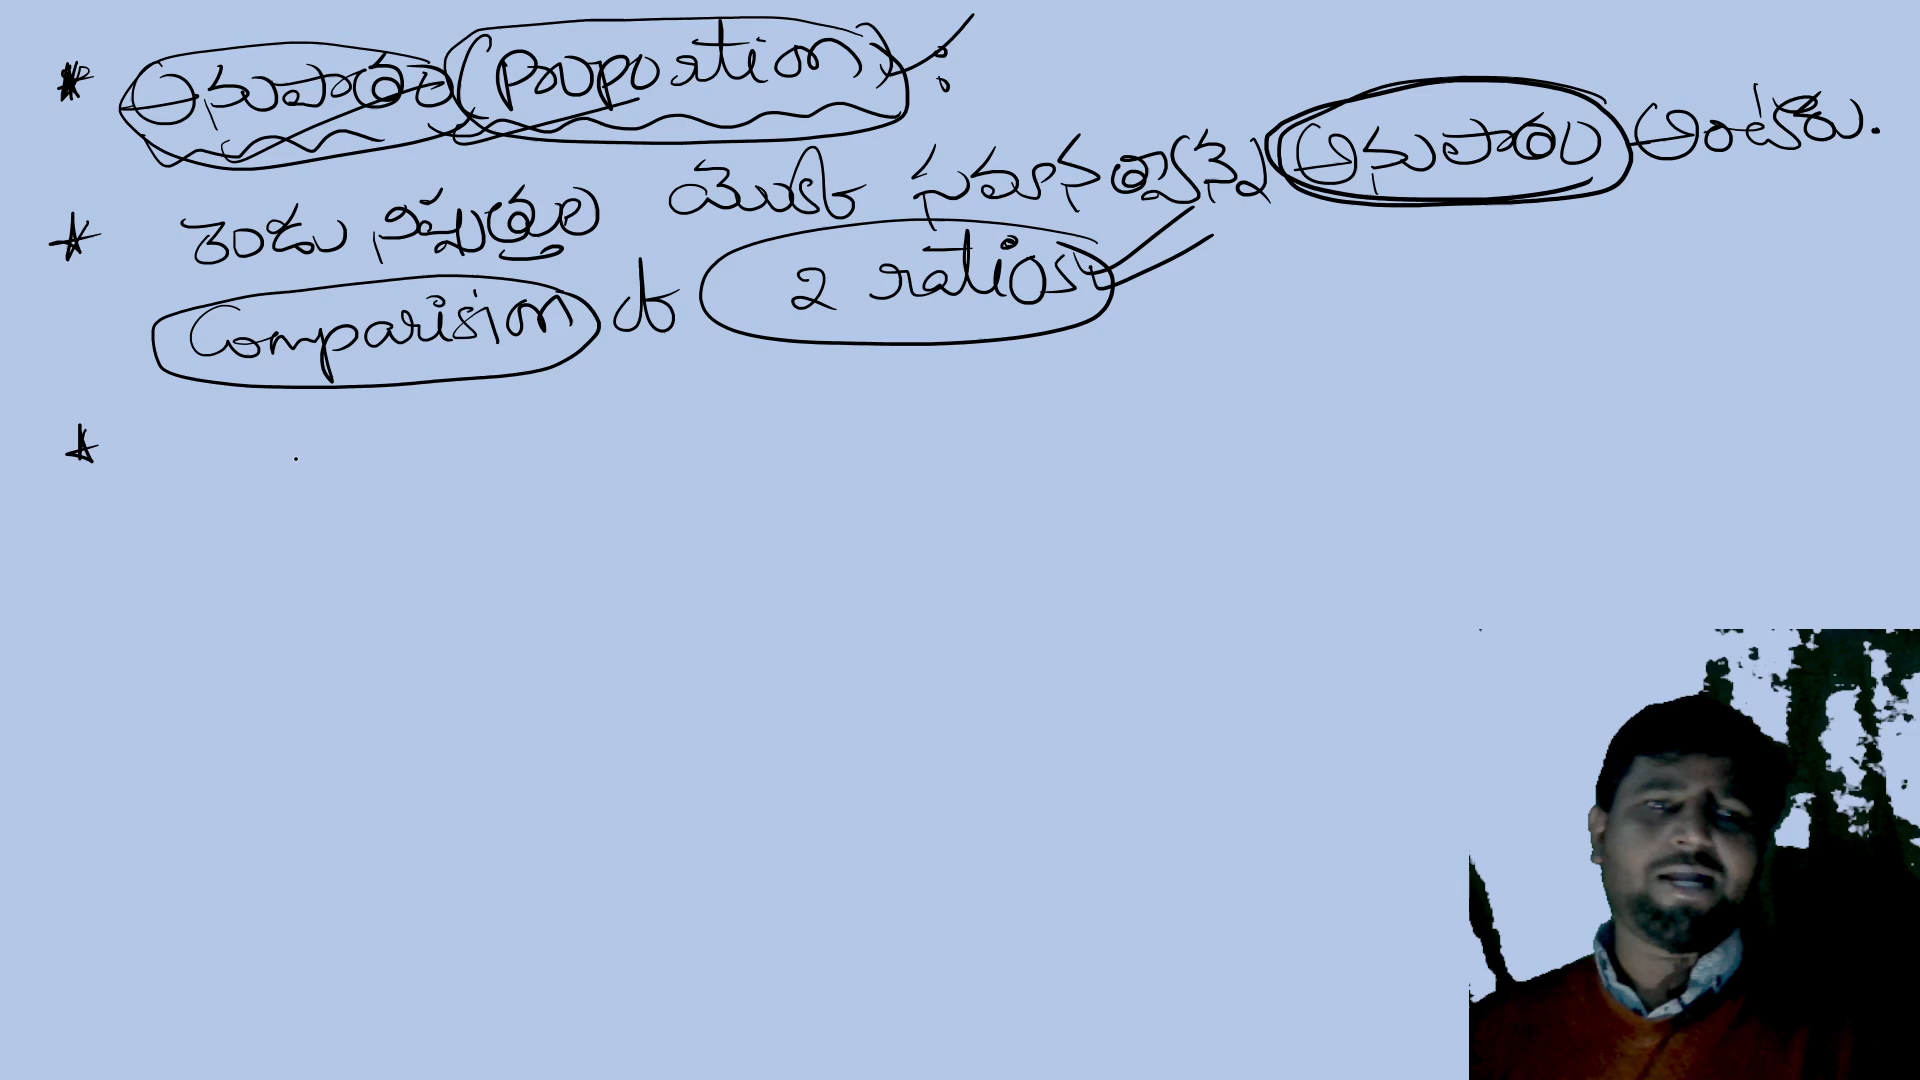 * అనుపాతం (proportion) :
* రెండు నిష్పత్తుల యొక్క సమానత్వాన్ని అనుపాతం అంటారు.
Comparision of 2 ratios
*